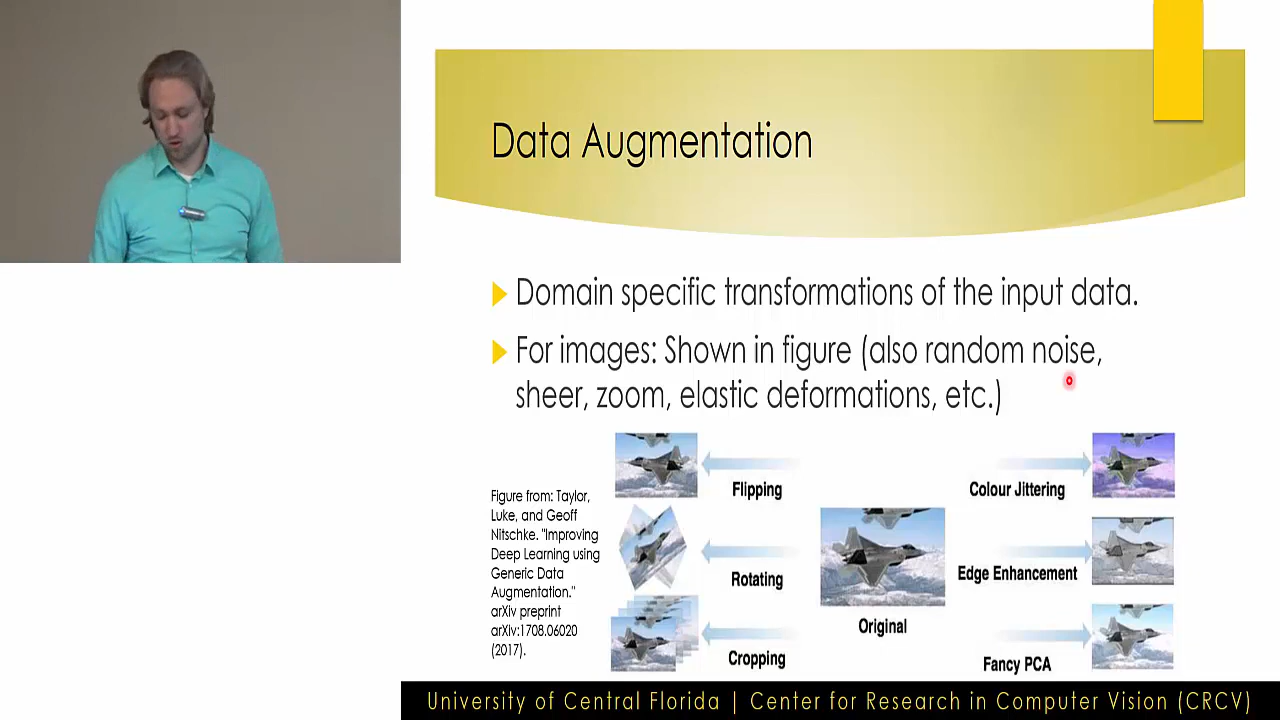 Data Augmentation
Domain specific transformations of the input data.
For images: Shown in figure (also random noise,
sheer, zoom, elastic deformations, etc.)
Figure from: Taylor,
Luke, and Geoff
Nitschke. "Improving
Deep Learning using
Generic Data
Augmentation."
arXiv preprint
arXiv:1708.06020
(2017).
Flipping
Rotating
Cropping
Original
Colour Jittering
Edge Enhancement
Fancy PCA
University of Central Florida | Center for Research in Computer Vision (CRCV)